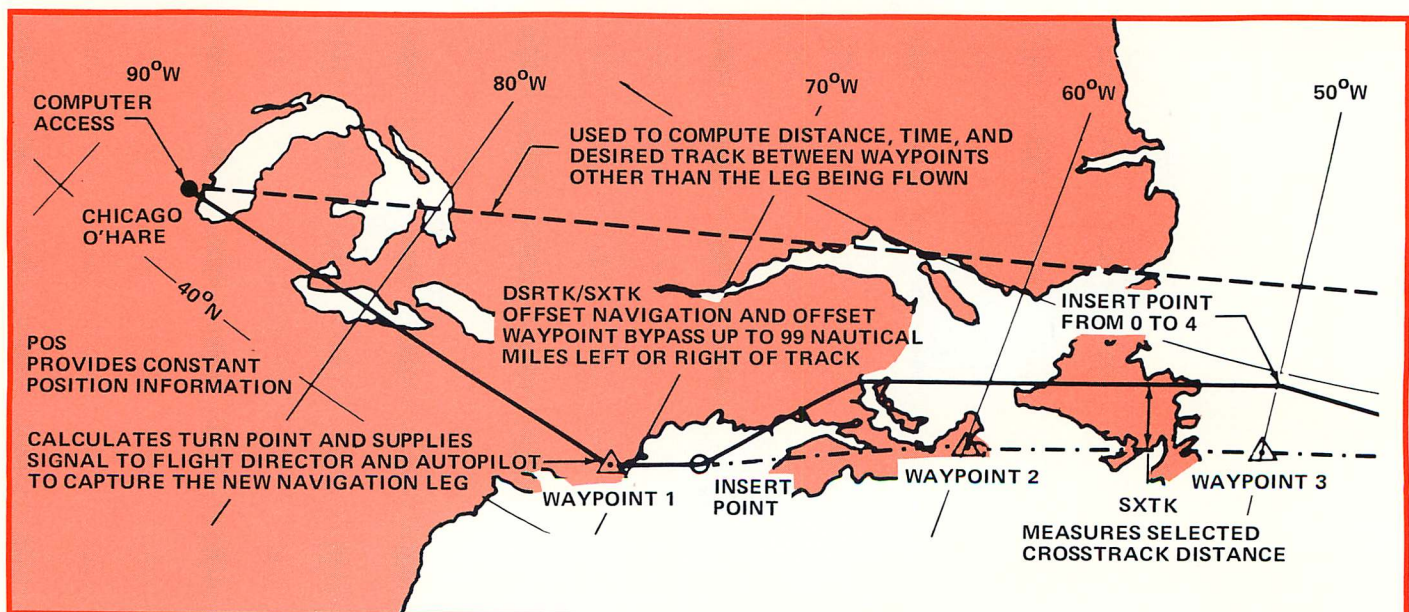 90°W
80°W
70°W
60°W
50°W
COMPUTER
ACCESS
CHICAGO
O'HARE
40°N
USED TO COMPUTE DISTANCE, TIME, AND
DESIRED TRACK BETWEEN WAYPOINTS
OTHER THAN THE LEG BEING FLOWN
DSRTK/SXTK
OFFSET NAVIGATION AND OFFSET
WAYPOINT BYPASS UP TO 99 NAUTICAL
MILES LEFT OR RIGHT OF TRACK
INSERT POINT
FROM 0 TO 4
POS
PROVIDES CONSTANT
POSITION INFORMATION
CALCULATES TURN POINT AND SUPPLIES
SIGNAL TO FLIGHT DIRECTOR AND AUTOPILOT
TO CAPTURE THE NEW NAVIGATION LEG
WAYPOINT 1
INSERT
POINT
WAYPOINT 2
SXTK
MEASURES SELECTED
CROSSTRACK DISTANCE
WAYPOINT 3